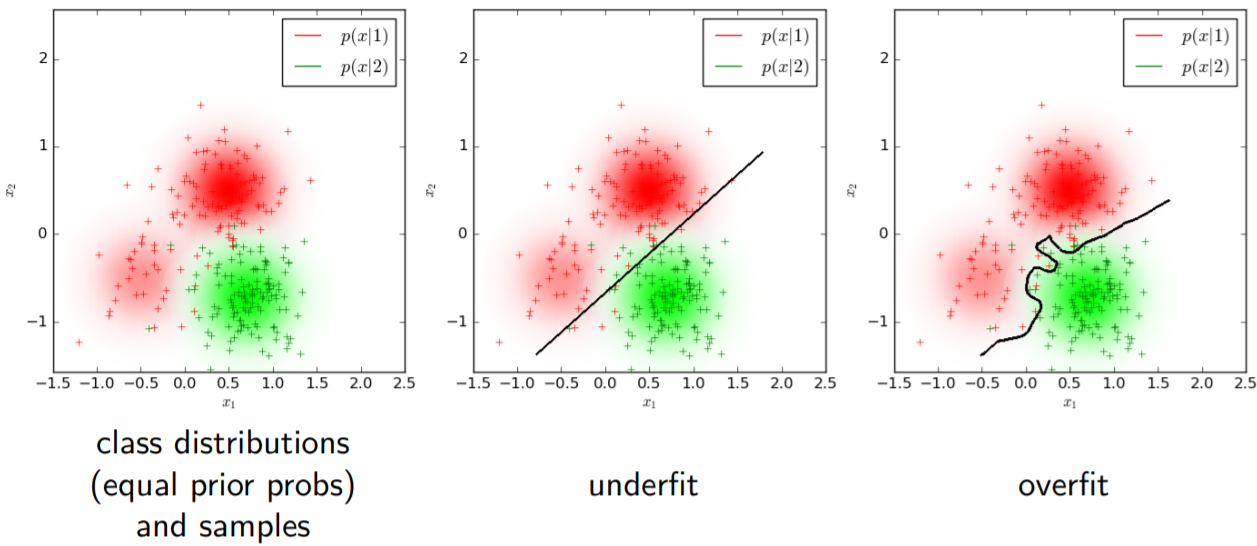 p(x|1)
p(x|2)
2
1
0
−1
x₂
−1.5 −1.0 −0.5 0.0 0.5 1.0 1.5 2.0 2.5
x₁
p(x|1)
p(x|2)
2
1
0
−1
x₂
−1.5 −1.0 −0.5 0.0 0.5 1.0 1.5 2.0 2.5
x₁
p(x|1)
p(x|2)
2
1
0
−1
x₂
−1.5 −1.0 −0.5 0.0 0.5 1.0 1.5 2.0 2.5
x₁
class distributions
(equal prior probs)
and samples
underfit
overfit